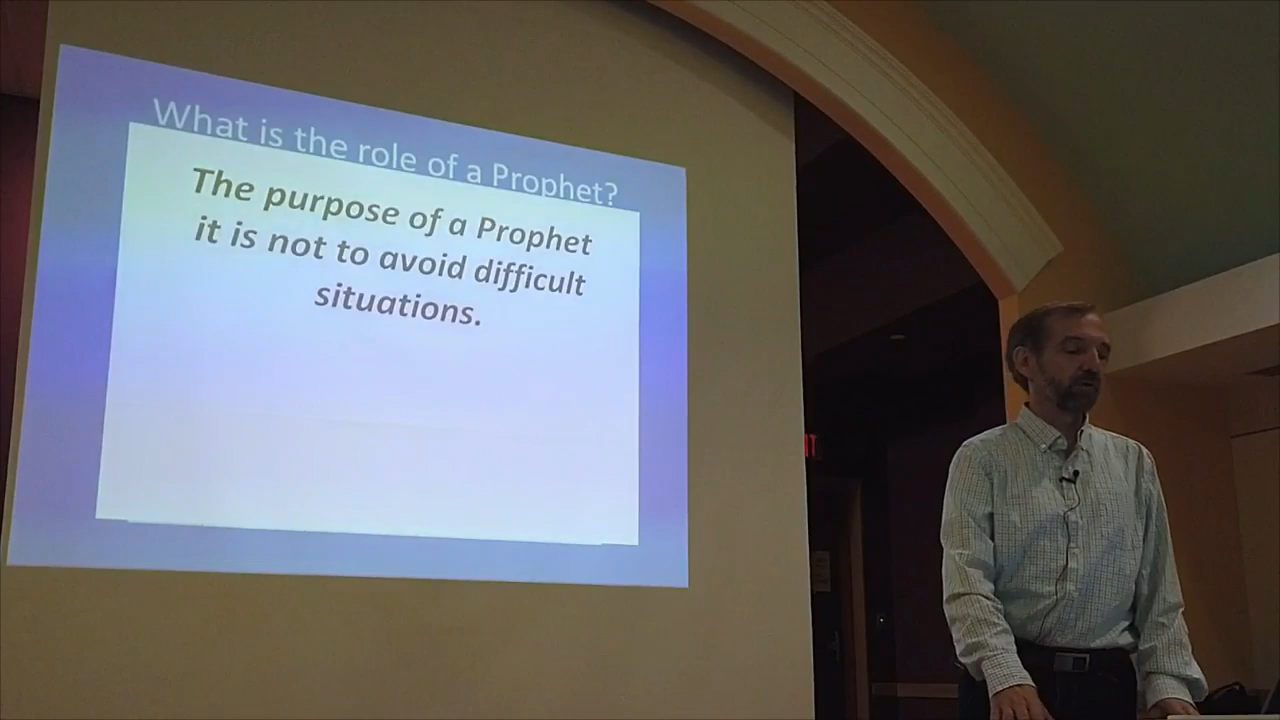 What is the role of a Prophet?
The purpose of a Prophet
it is not to avoid difficult
situations.